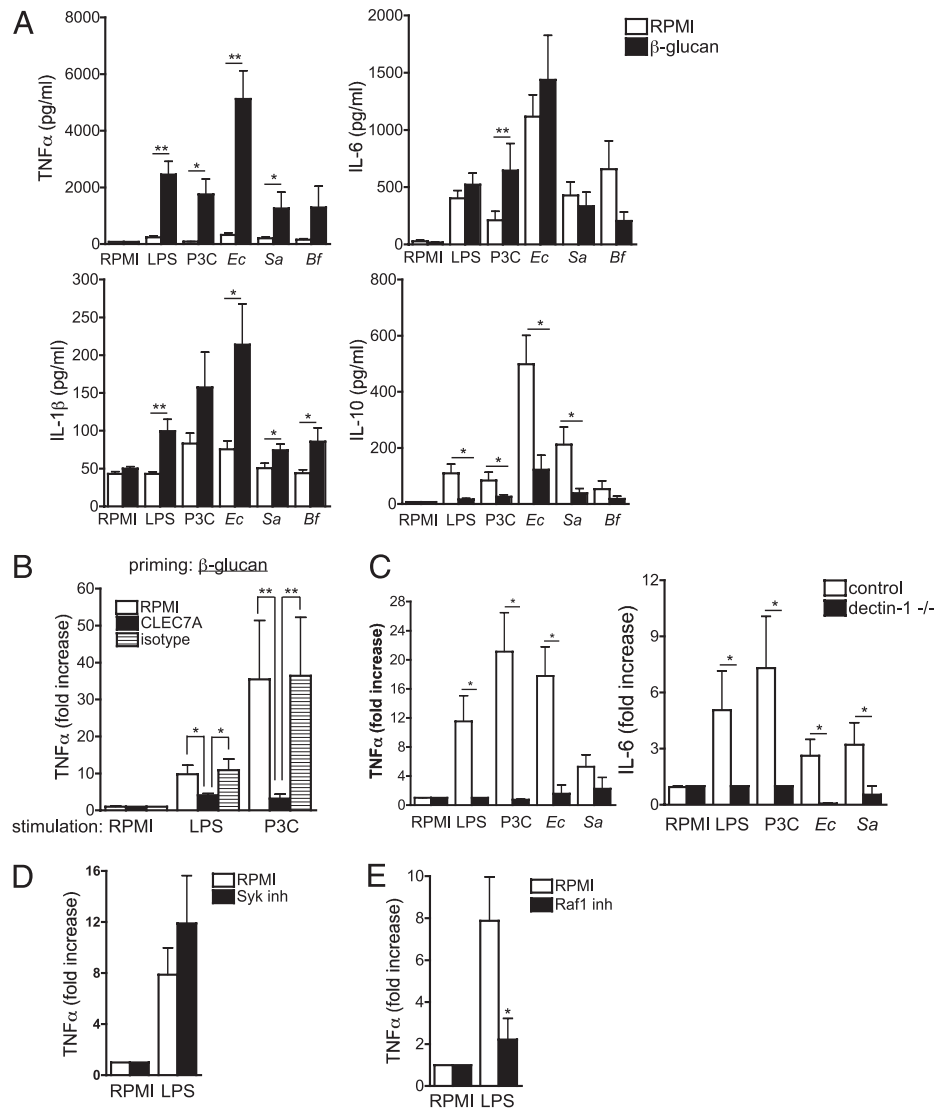 A
TNFα (pg/ml)
8000
6000
4000
2000
0
** * ** *
RPMI LPS P3C Ec Sa Bf
IL-6 (pg/ml)
2000
1500
1000
500
0
**
RPMI LPS P3C Ec Sa Bf
RPMI
β-glucan
IL-1β (pg/ml)
300
250
200
150
100
50
0
** * * *
RPMI LPS P3C Ec Sa Bf
IL-10 (pg/ml)
800
600
400
200
0
* * * *
RPMI LPS P3C Ec Sa Bf
B
priming: β-glucan
TNFα (fold increase)
60
50
40
30
20
10
0
RPMI
CLEC7A
isotype
* * ** **
stimulation: RPMI LPS P3C
C
TNFα (fold increase)
28
24
20
16
12
8
4
0
* * *
RPMI LPS P3C Ec Sa
IL-6 (fold increase)
12
9
6
3
0
* * * *
RPMI LPS P3C Ec Sa
control
dectin-1 -/-
D
TNFα (fold increase)
16
12
8
4
0
RPMI
Syk inh
RPMI LPS
E
TNFα (fold increase)
10
8
6
4
2
0
RPMI
Raf1 inh
*
RPMI LPS